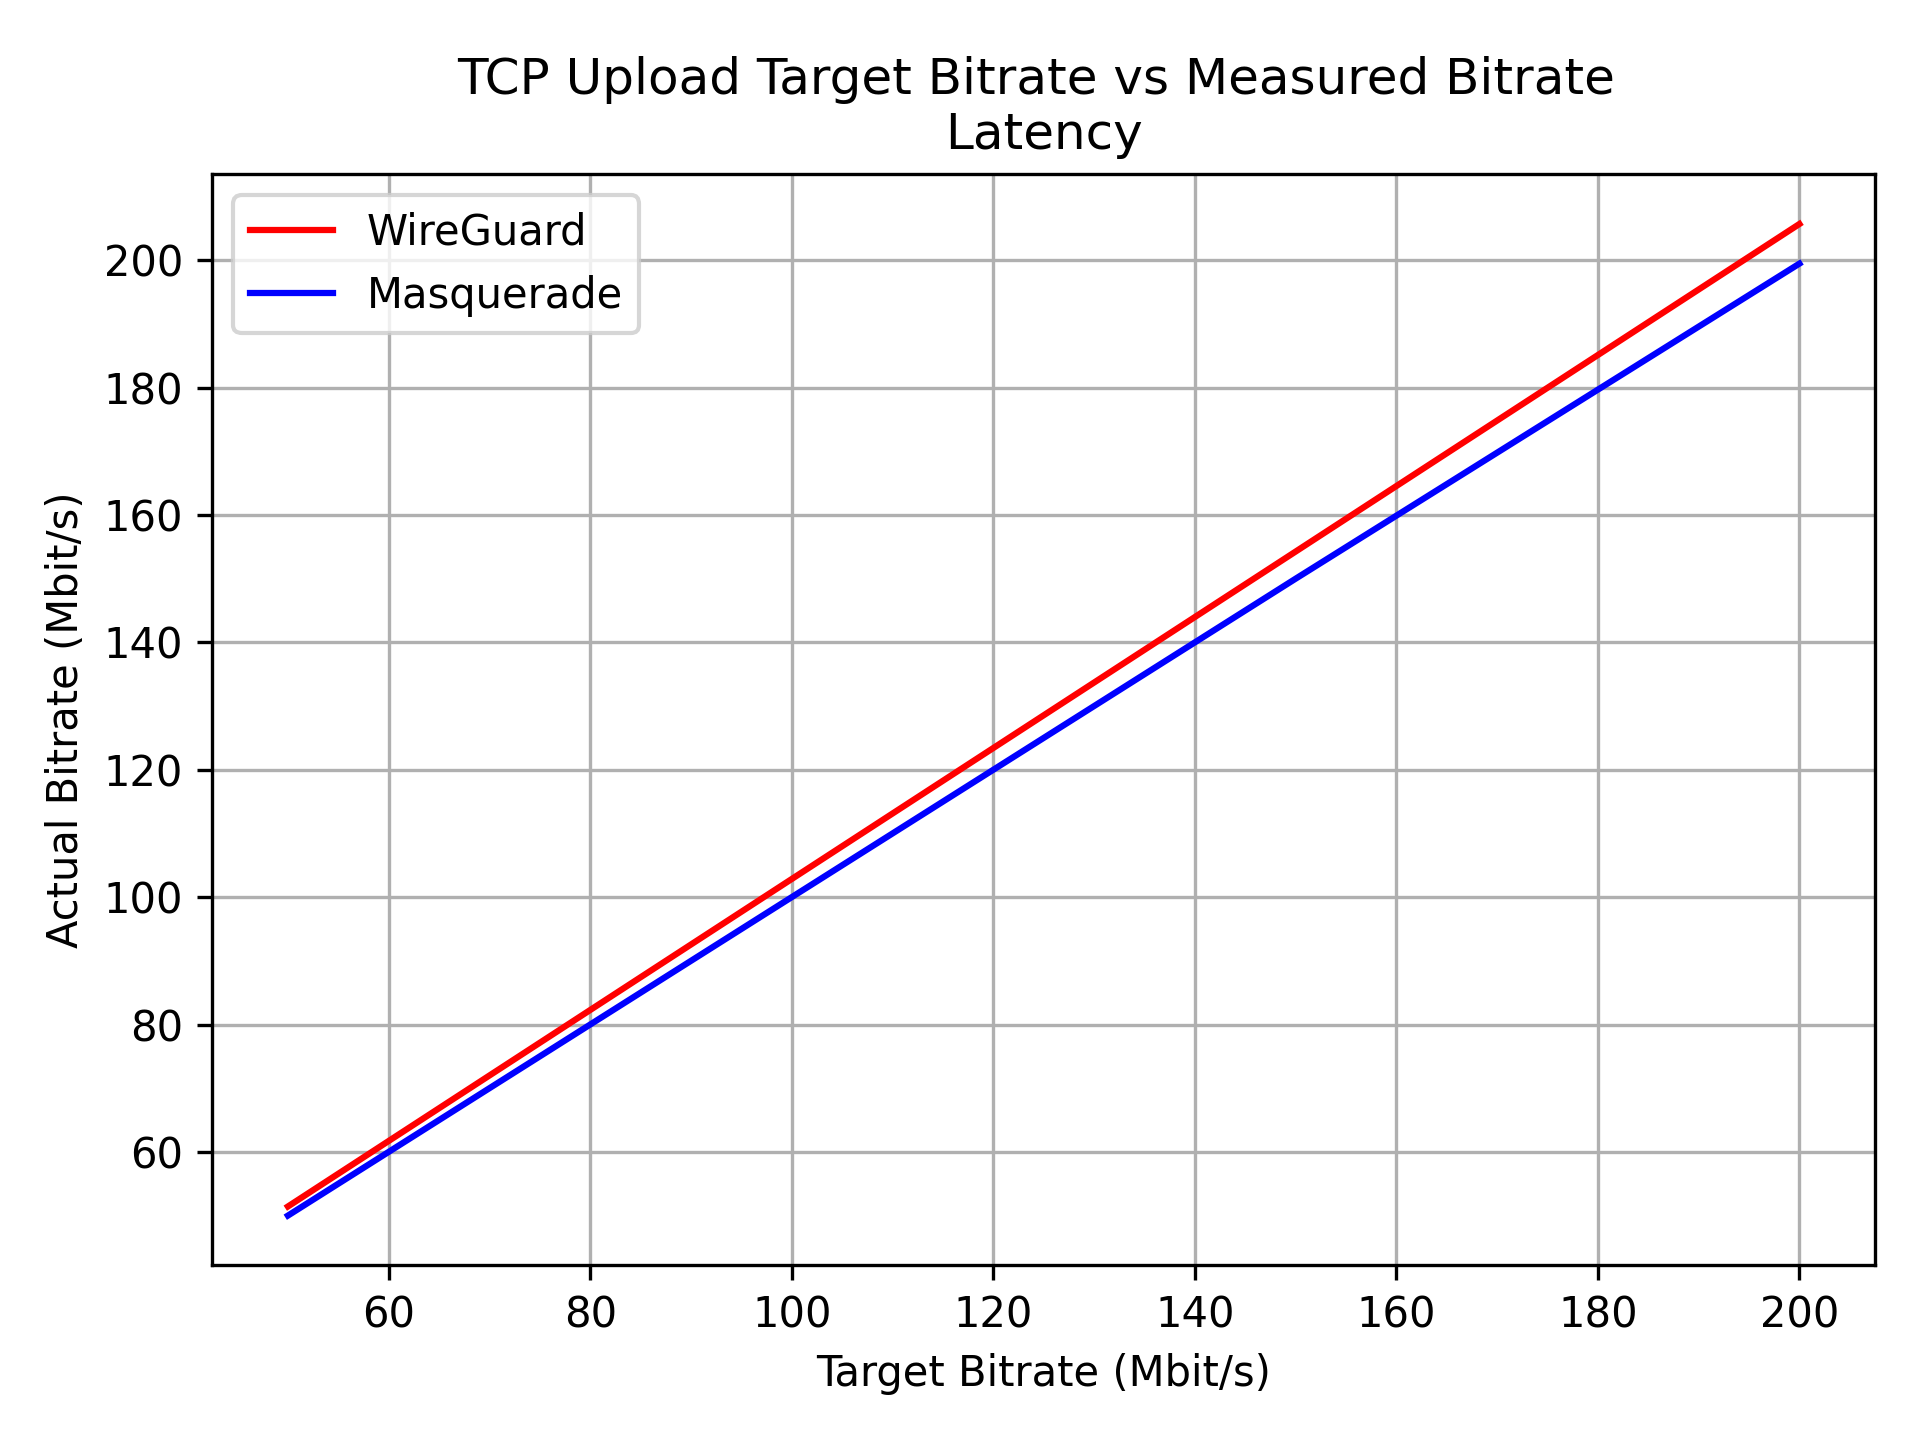 TCP Upload Target Bitrate vs Measured Bitrate
Latency
WireGuard
Masquerade
Actual Bitrate (Mbit/s)
200
180
160
140
120
100
80
60
60 80 100 120 140 160 180 200
Target Bitrate (Mbit/s)